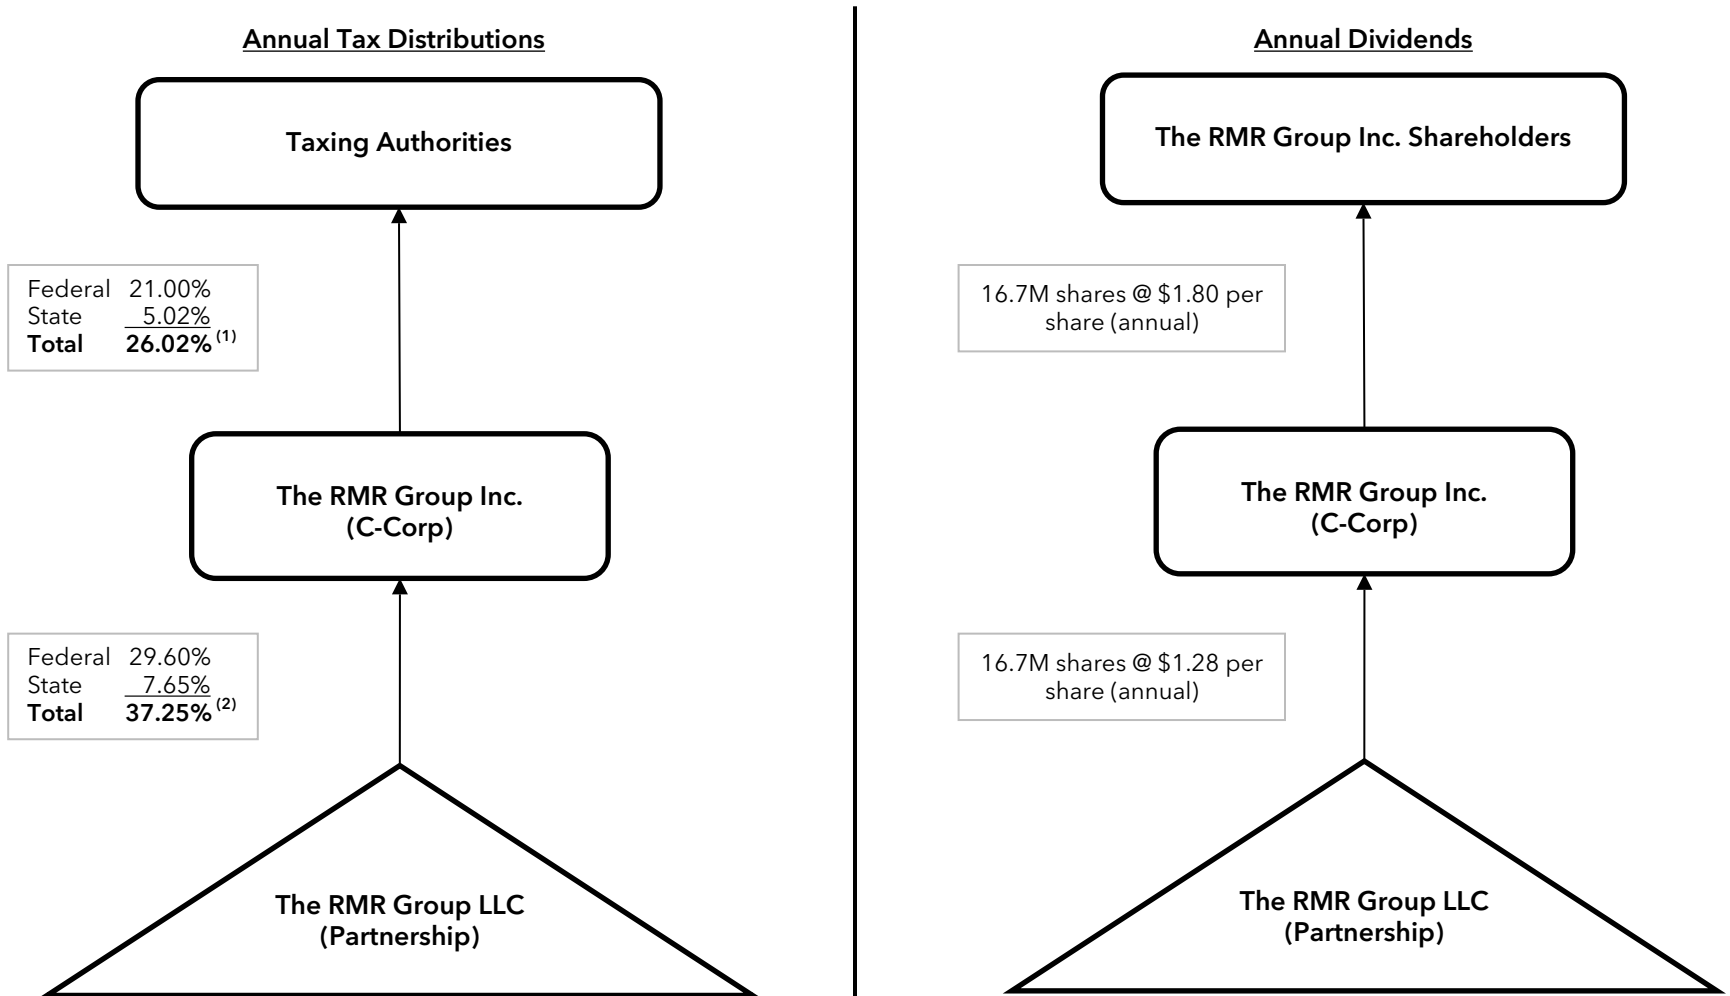 Annual Tax Distributions
Taxing Authorities
Federal 21.00%
State 5.02%
Total 26.02% (1)
The RMR Group Inc.
(C-Corp)
Federal 29.60%
State 7.65%
Total 37.25% (2)
The RMR Group LLC
(Partnership)
Annual Dividends
The RMR Group Inc. Shareholders
16.7M shares @ $1.80 per
share (annual)
The RMR Group Inc.
(C-Corp)
16.7M shares @ $1.28 per
share (annual)
The RMR Group LLC
(Partnership)